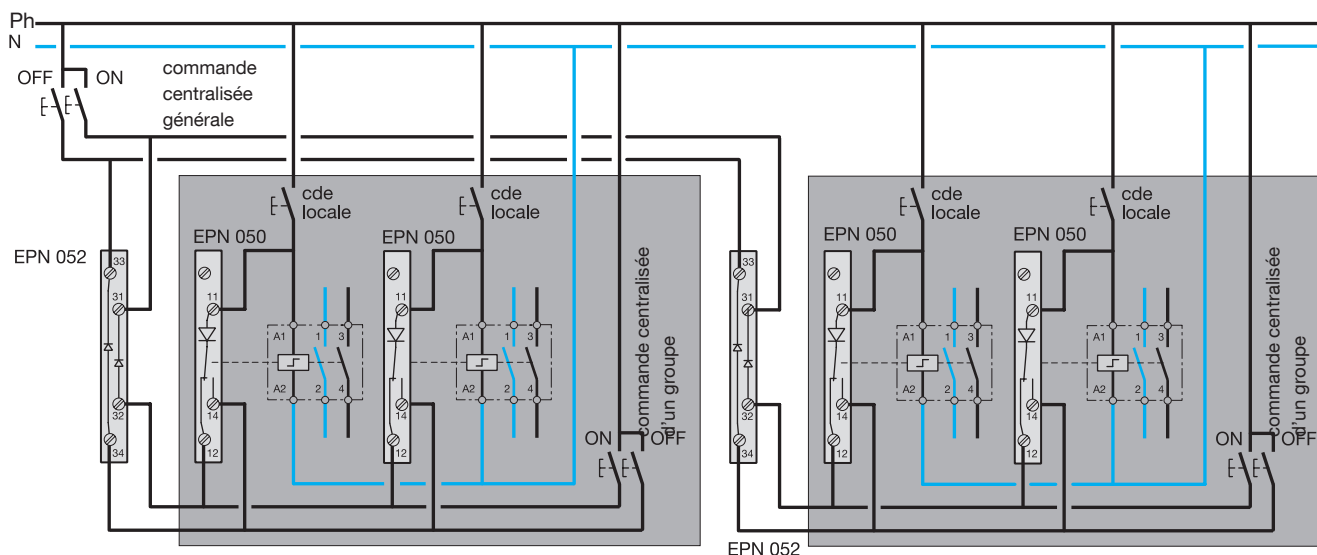 Ph
N
OFF
ON
commande
centralisée
générale
EPN 052
33
31
32
34
cde
locale
EPN 050
11
14
12
A1
A2
1
3
2
4
cde
locale
EPN 050
11
14
12
A1
A2
1
3
2
4
commande centralisée
d'un groupe
ON
OFF
33
31
32
34
EPN 052
cde
locale
EPN 050
11
14
12
A1
A2
1
3
2
4
cde
locale
EPN 050
11
14
12
A1
A2
1
3
2
4
commande centralisée
d'un groupe
ON
OFF